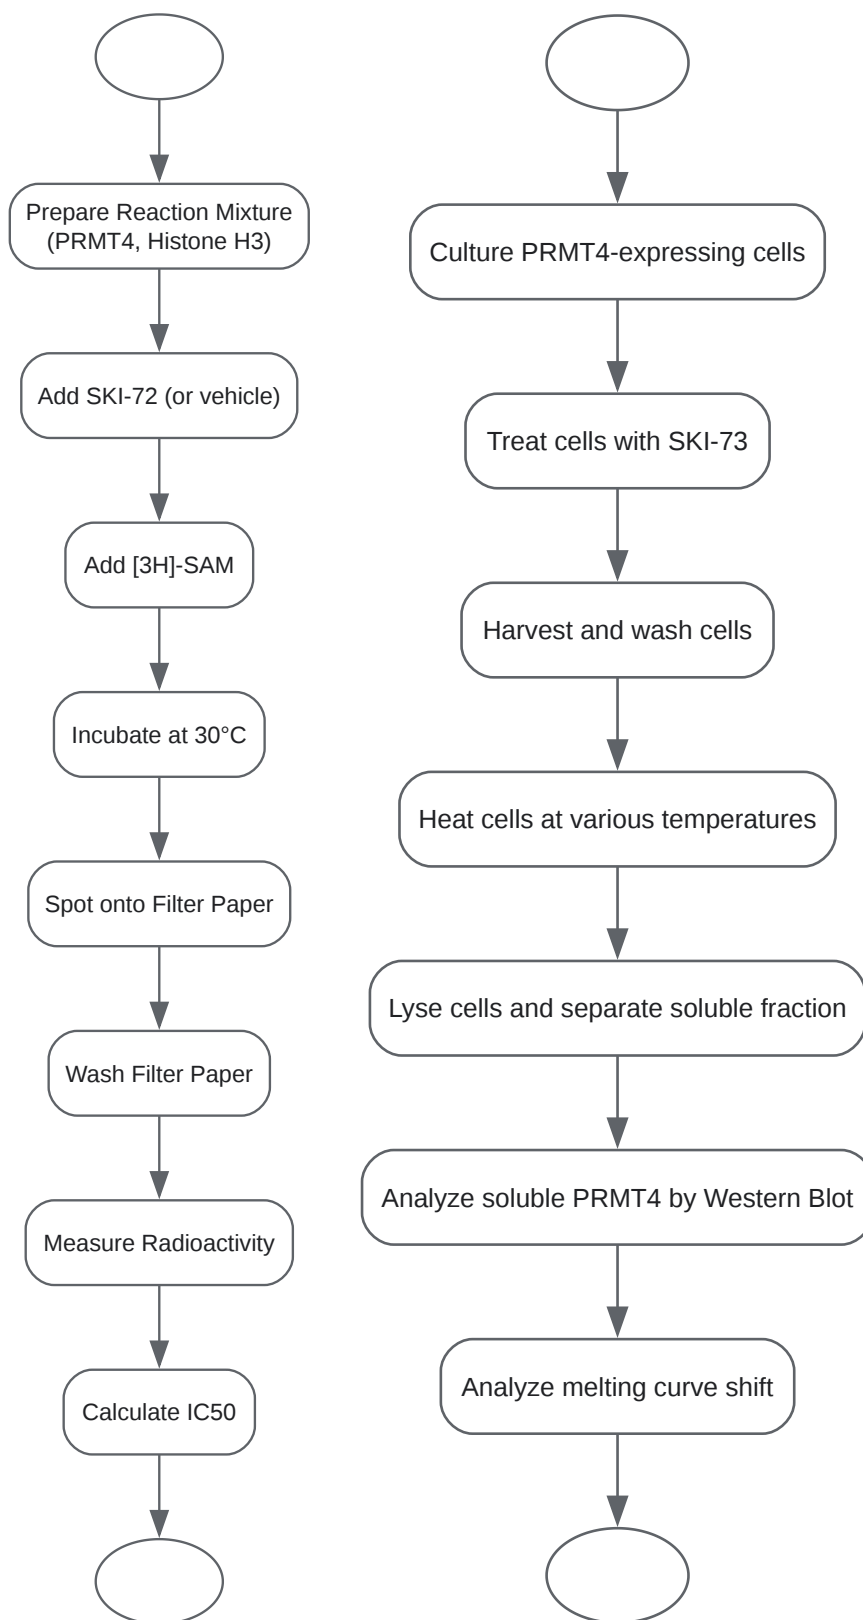 Prepare Reaction Mixture
(PRMT4, Histone H3)
Add SKI-72 (or vehicle)
Add [3H]-SAM
Incubate at 30°C
Spot onto Filter Paper
Wash Filter Paper
Measure Radioactivity
Calculate IC50
Culture PRMT4-expressing cells
Treat cells with SKI-73
Harvest and wash cells
Heat cells at various temperatures
Lyse cells and separate soluble fraction
Analyze soluble PRMT4 by Western Blot
Analyze melting curve shift